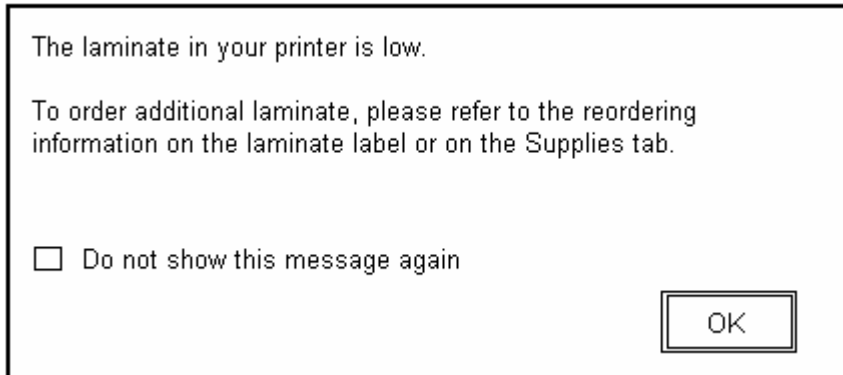 The laminate in your printer is low.
To order additional laminate, please refer to the reordering
information on the laminate label or on the Supplies tab.
Do not show this message again
OK